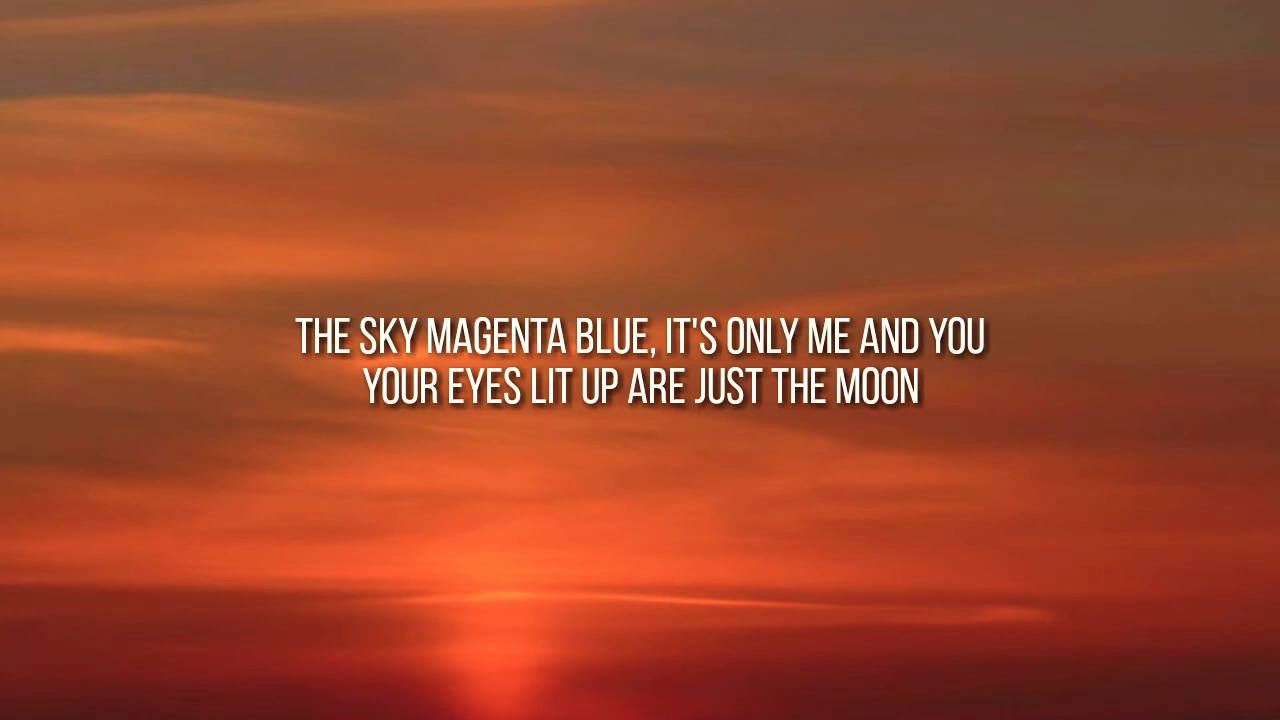 THE SKY MAGENTA BLUE, IT'S ONLY ME AND YOU
YOUR EYES LIT UP ARE JUST THE MOON